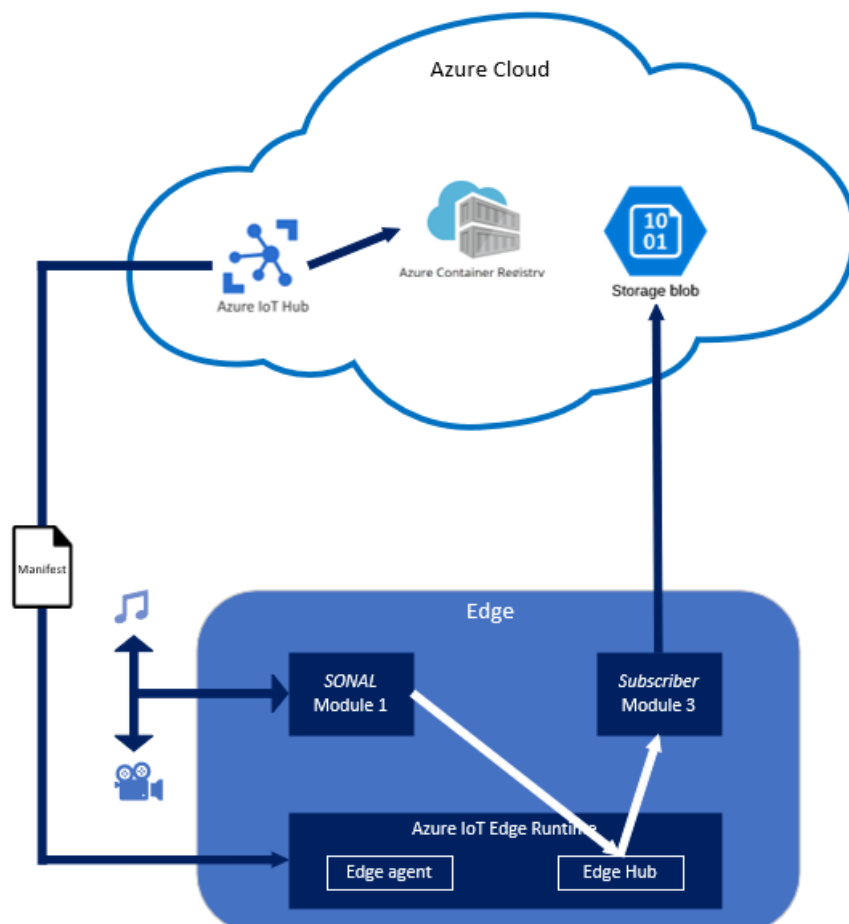 Azure Cloud
10
01
Azure IoT Hub
Azure Container Registry
Storage blob
Manifest
Edge
SONAL
Module 1
Subscriber
Module 3
Azure IoT Edge Runtime
Edge agent
Edge Hub